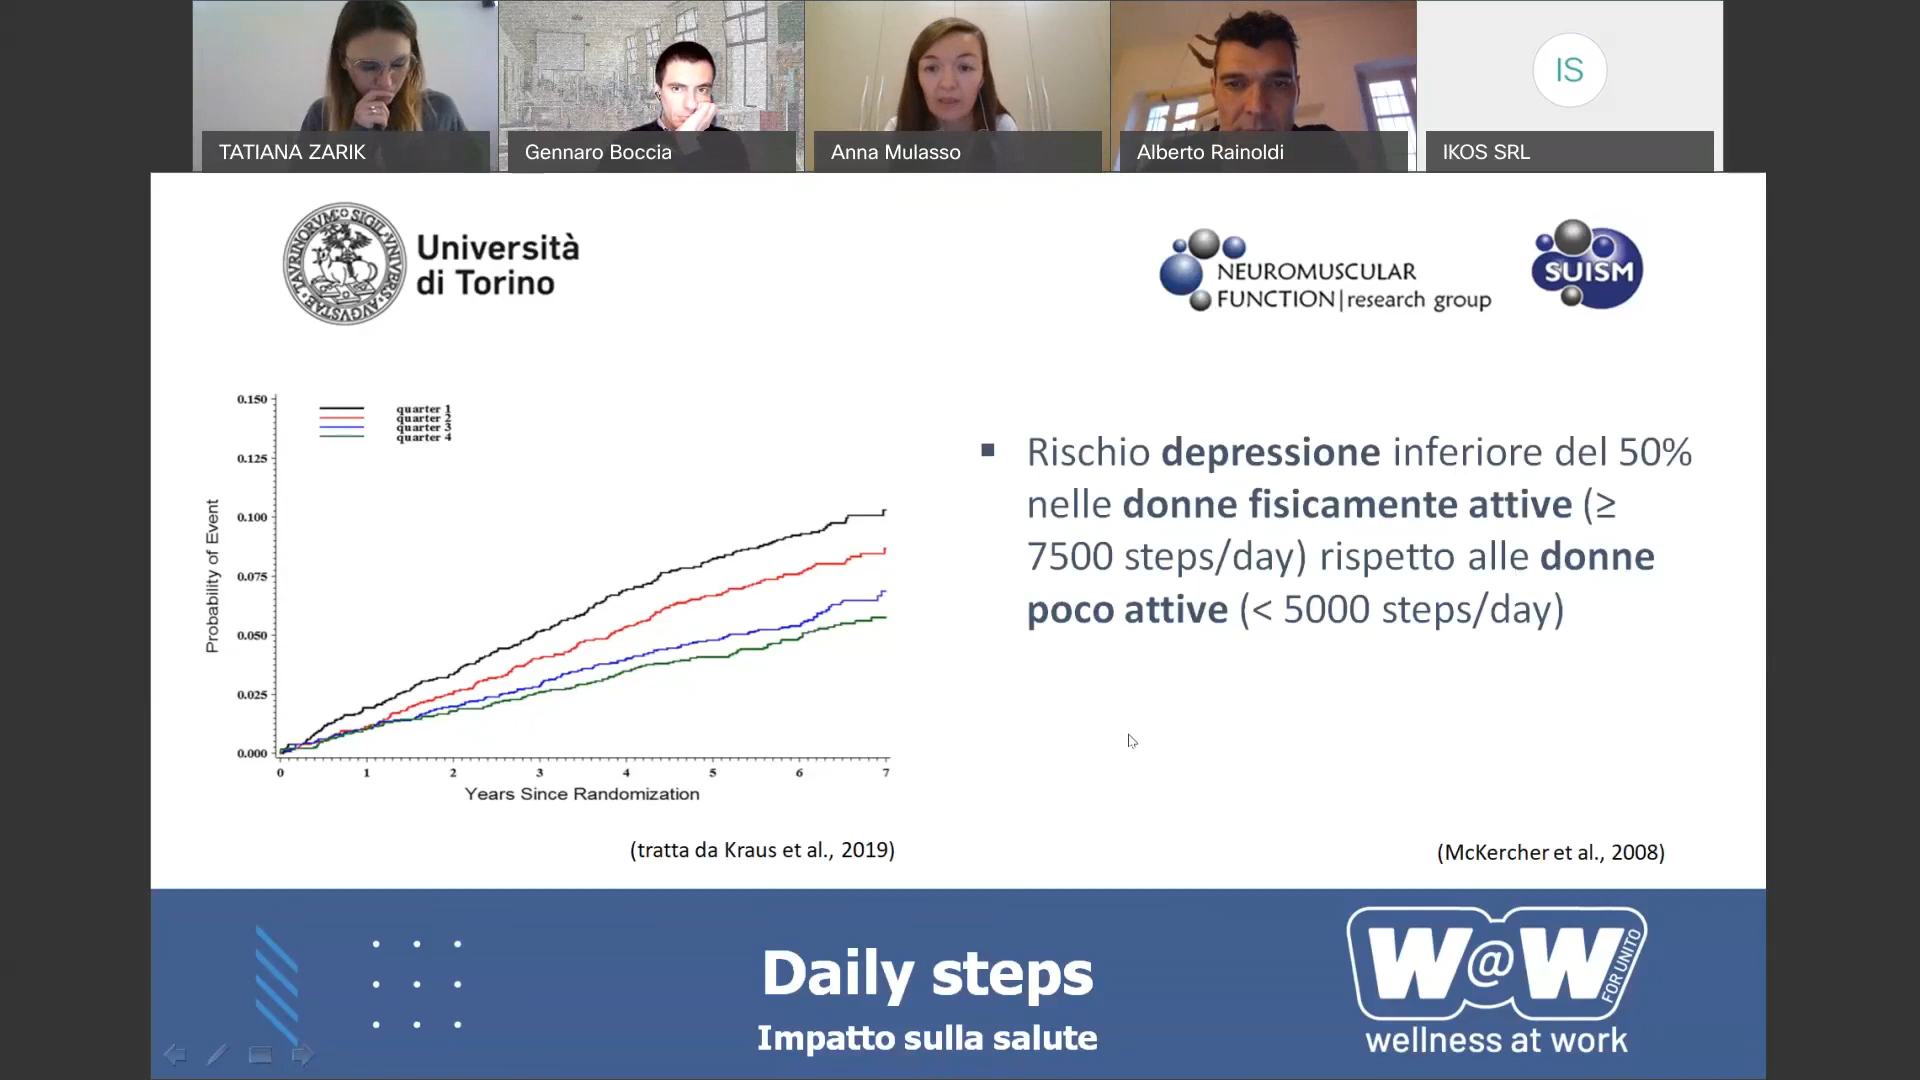 TATIANA ZARIK
Gennaro Boccia
Anna Mulasso
Alberto Rainoldi
IS
IKOS SRL
Università
di Torino
NEUROMUSCULAR
FUNCTION|research group
SUISM
0.150
0.125
0.100
0.075
0.050
0.025
0.000
Probability of Event
quarter 1
quarter 2
quarter 3
quarter 4
0 1 2 3 4 5 6 7
Years Since Randomization
(tratta da Kraus et al., 2019)
▪ Rischio depressione inferiore del 50%
nelle donne fisicamente attive (≥
7500 steps/day) rispetto alle donne
poco attive (< 5000 steps/day)
(McKercher et al., 2008)
Daily steps
Impatto sulla salute
W@W
FOR UNITO
wellness at work